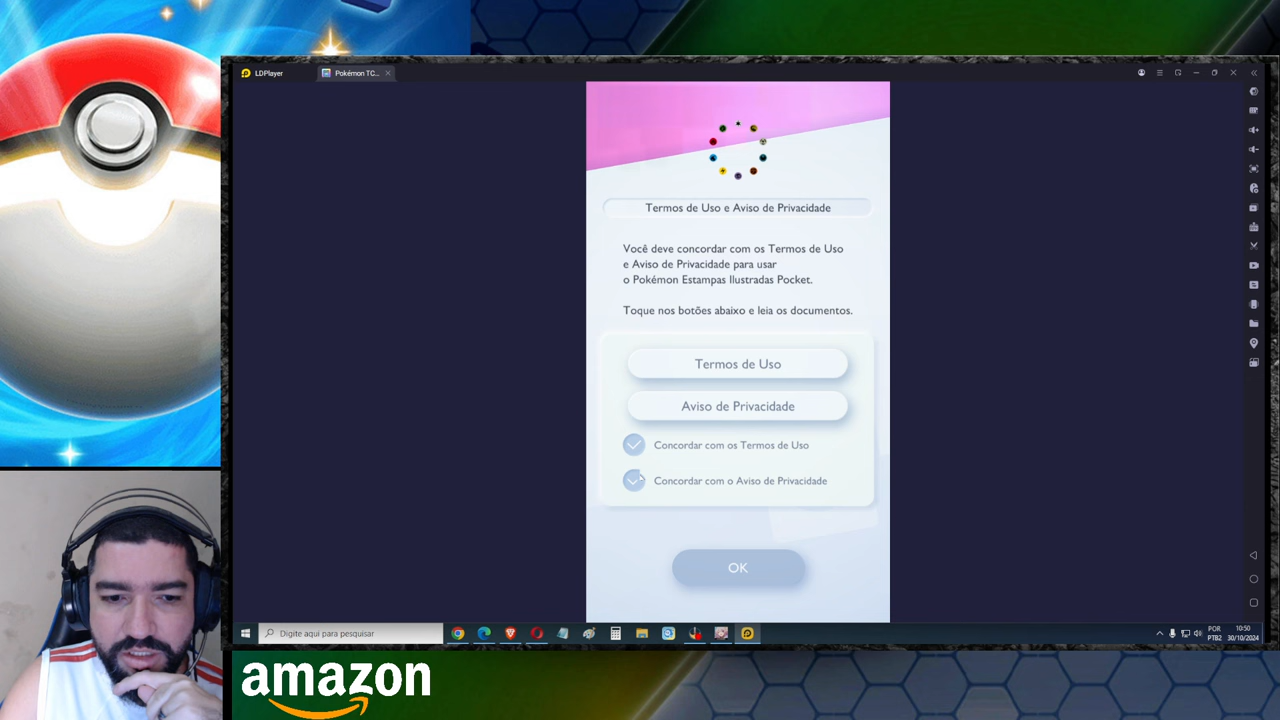 LDPlayer
Pokémon TC...
Termos de Uso e Aviso de Privacidade
Você deve concordar com os Termos de Uso
e Aviso de Privacidade para usar
o Pokémon Estampas Ilustradas Pocket.
Toque nos botões abaixo e leia os documentos.
Termos de Uso
Aviso de Privacidade
Concordar com os Termos de Uso
Concordar com o Aviso de Privacidade
OK
Digite aqui para pesquisar
POR
PTB2
10:50
30/10/2024
amazon